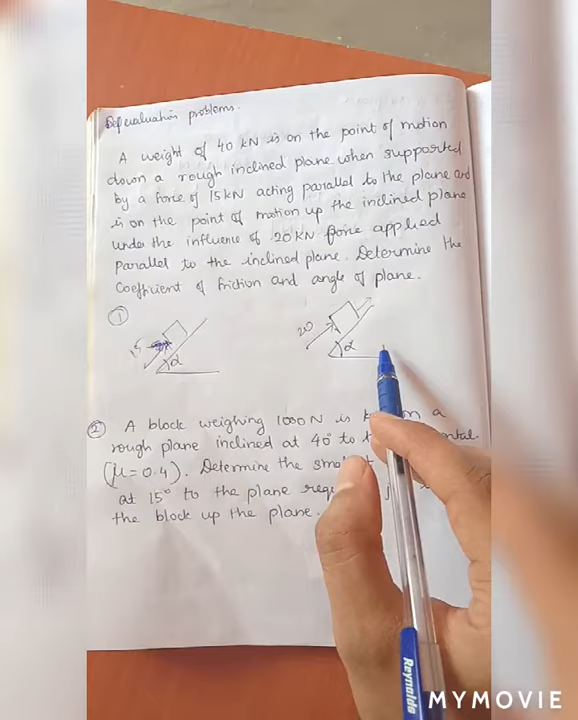 evaluation problems.
A weight of 40 kN is on the point of motion
down a rough inclined plane when supported
by a force of 15 kN acting parallel to the plane and
is on the point of motion up the inclined plane
under the influence of 20 KN force applied
parallel to the inclined plane. Determine the
Coefficient of friction and angle of plane.
①
15
α
20
α
② A block weighing 1000 N is a
rough plane inclined at 40° to
(μ = 0.4). Determine the
at 15° to the plane
the block up the plane.
Reynolds
MYMOVIE